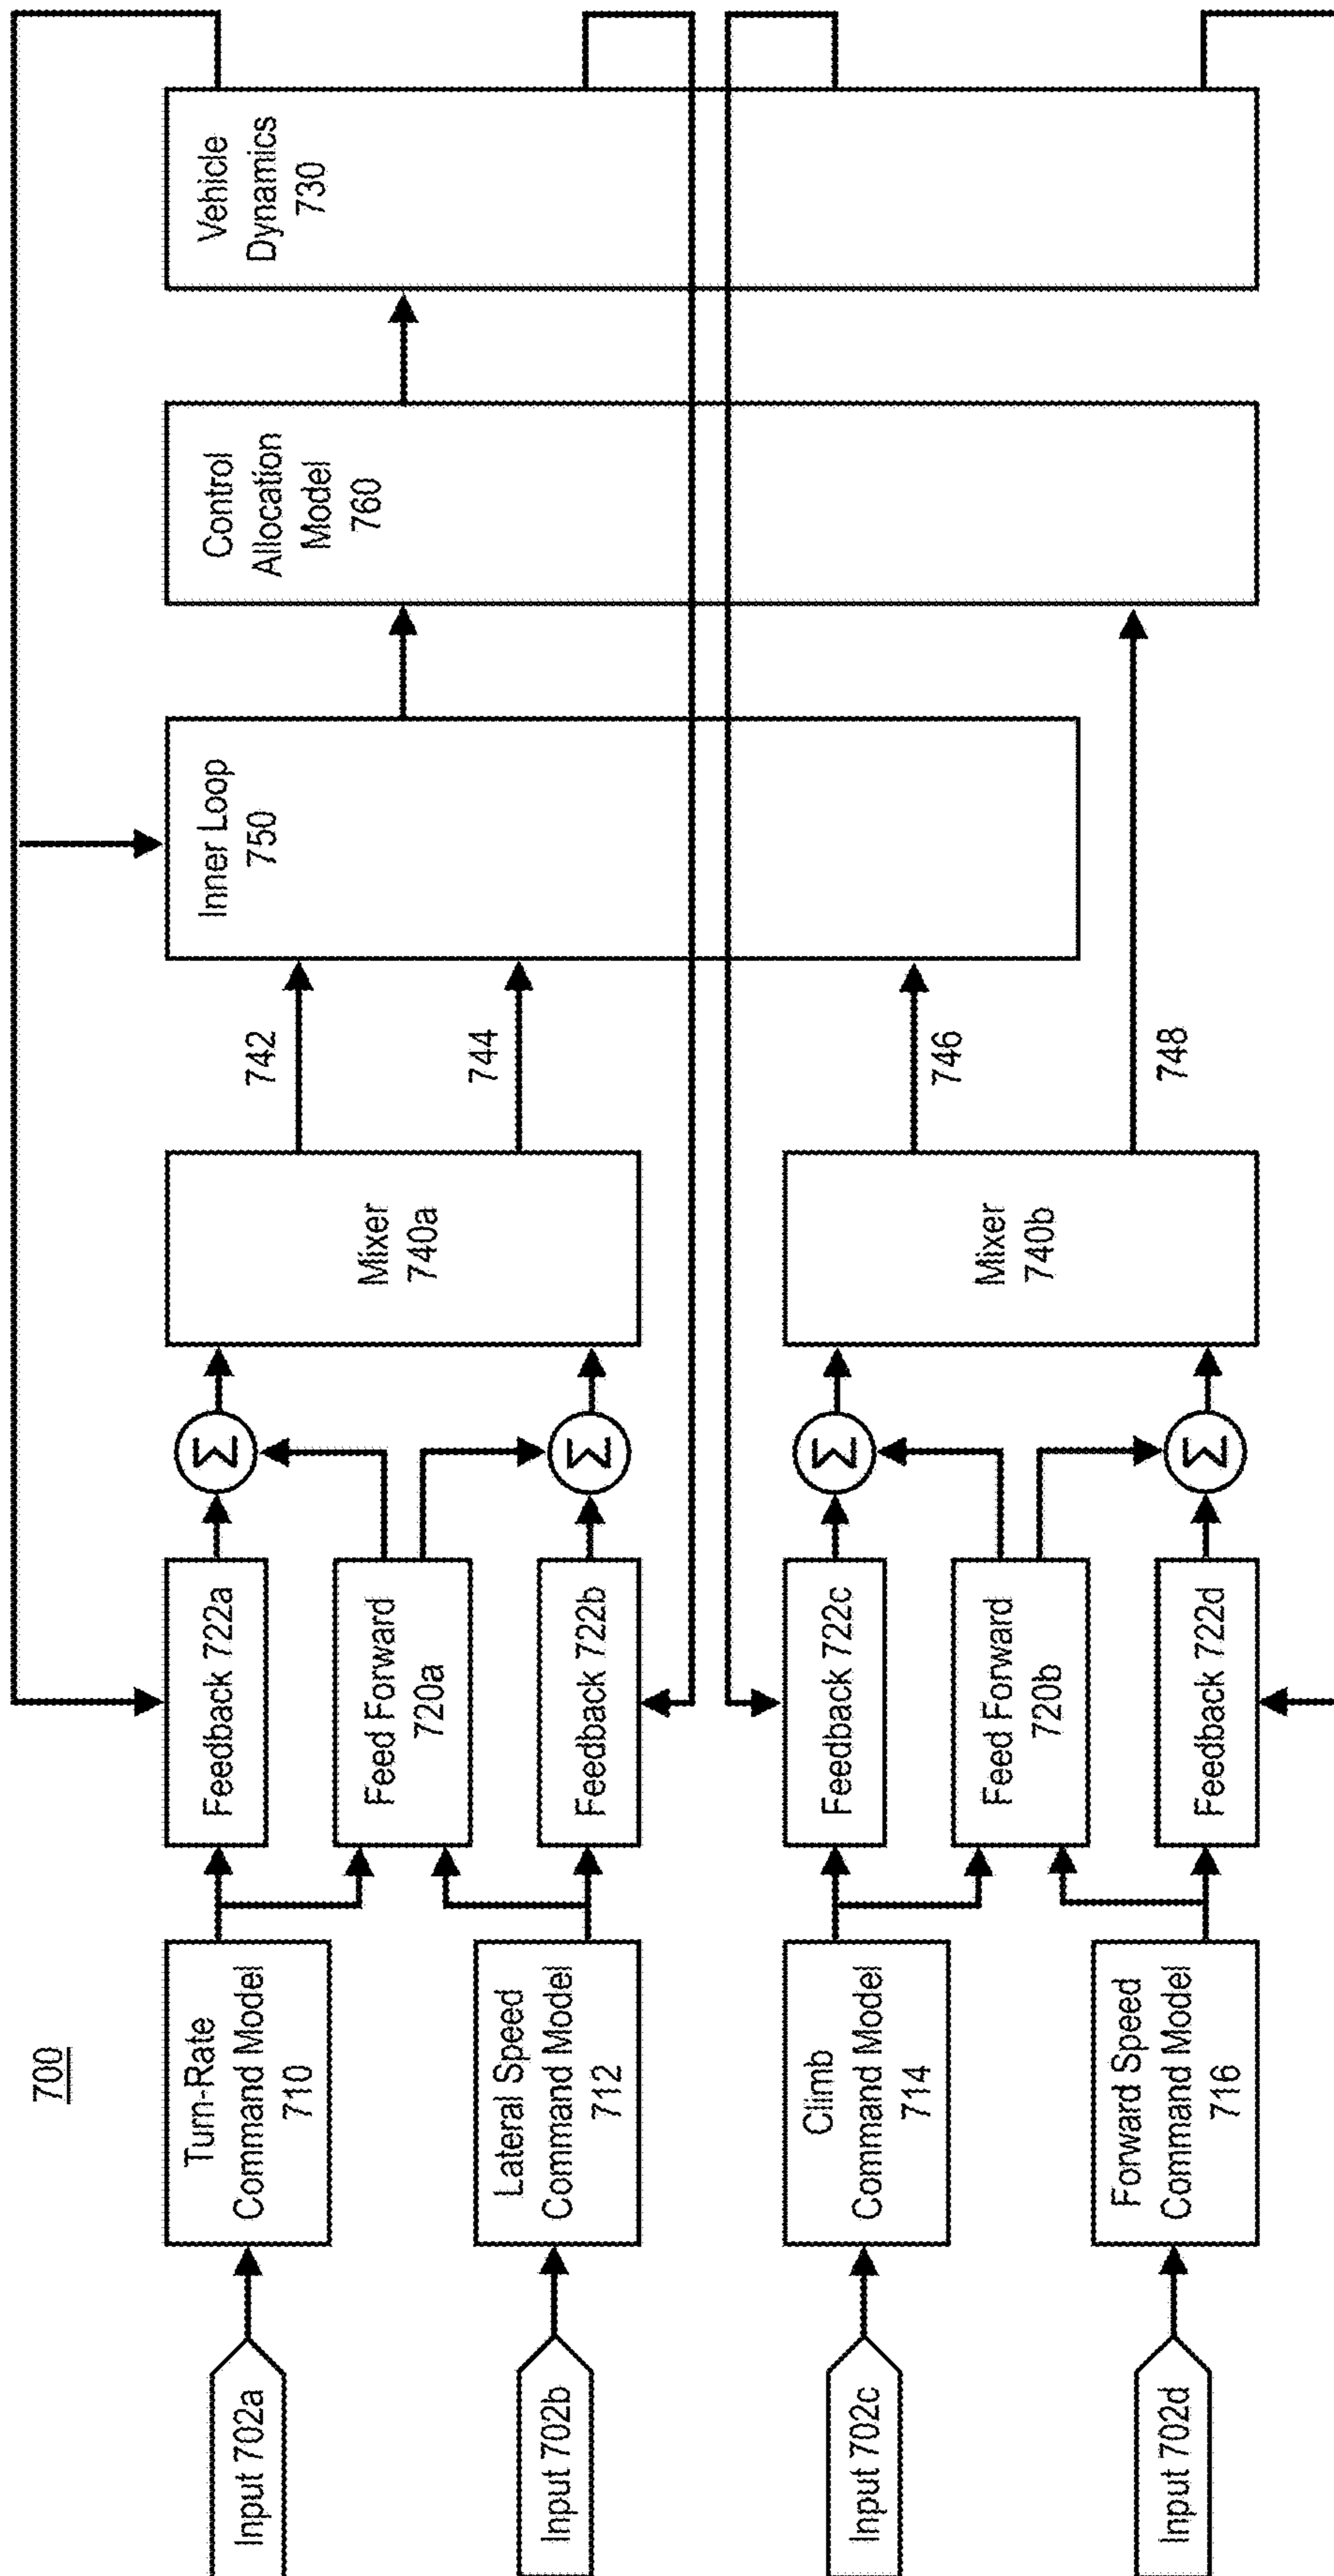 700
Input 702a
Input 702b
Input 702c
Input 702d
Turn-Rate
Command Model
710
Lateral Speed
Command Model
712
Climb
Command Model
714
Forward Speed
Command Model
716
Feedback 722a
Feed Forward
720a
Feedback 722b
Feedback 722c
Feed Forward
720b
Feedback 722d
Σ
Σ
Σ
Σ
Mixer
740a
Mixer
740b
742
744
746
748
Inner Loop
750
Control
Allocation
Model
760
Vehicle
Dynamics
730